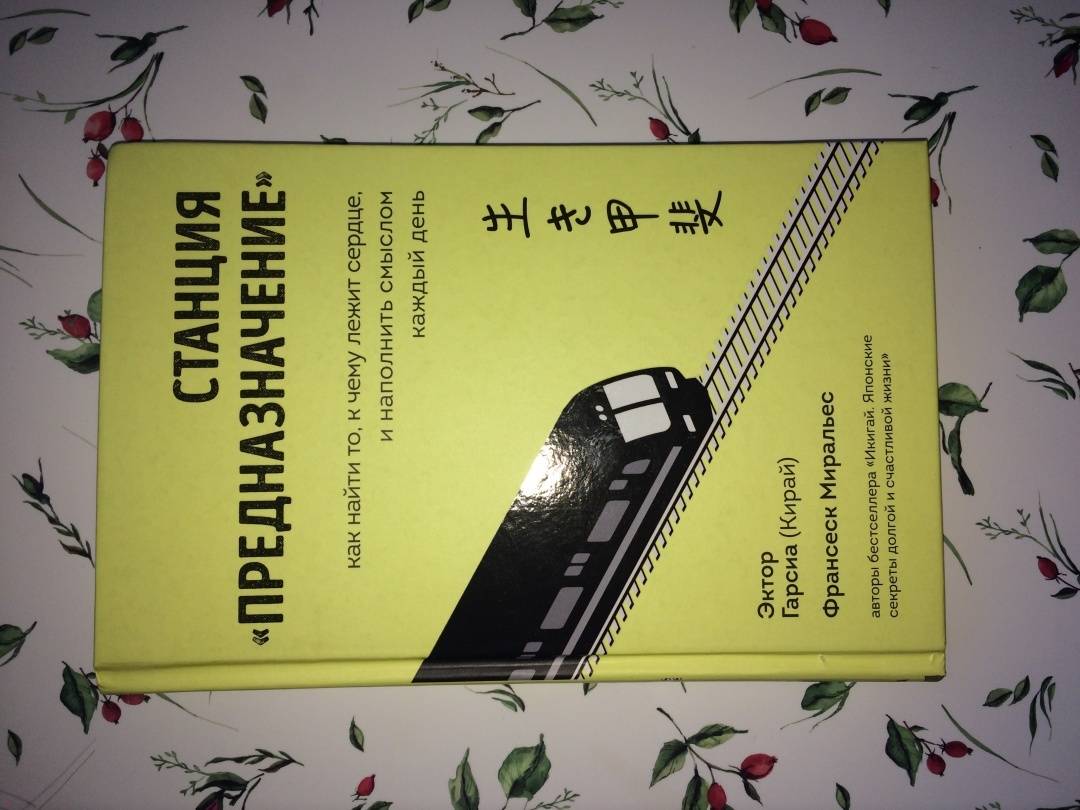 СТАНЦИЯ
«ПРЕДНАЗНАЧЕНИЕ»
как найти то, к чему лежит сердце,
и наполнить смыслом
каждый день
生き甲斐
Эктор
Гарсиа (Кирай)
Франсеск Миральес
авторы бестселлера «Икигай. Японские
секреты долгой и счастливой жизни»